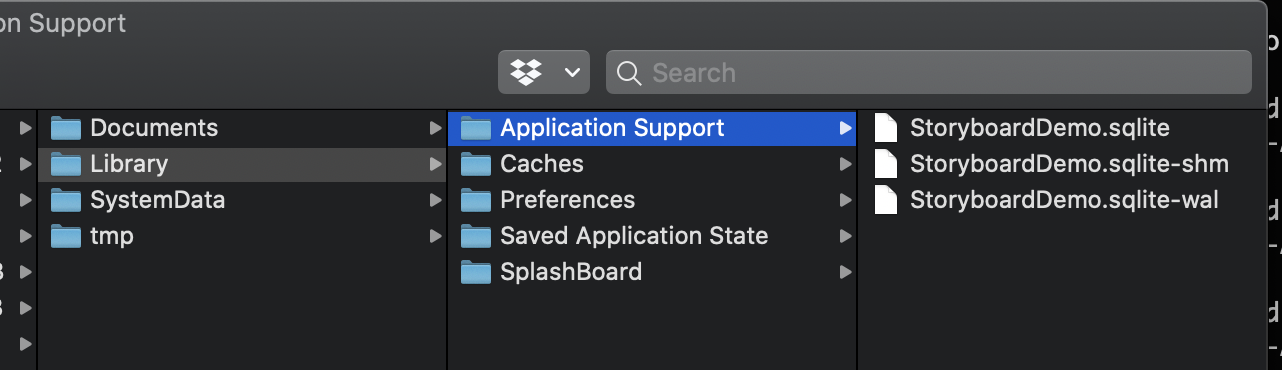 on Support
Search
Documents
Library
SystemData
tmp
Application Support
Caches
Preferences
Saved Application State
SplashBoard
StoryboardDemo.sqlite
StoryboardDemo.sqlite-shm
StoryboardDemo.sqlite-wal